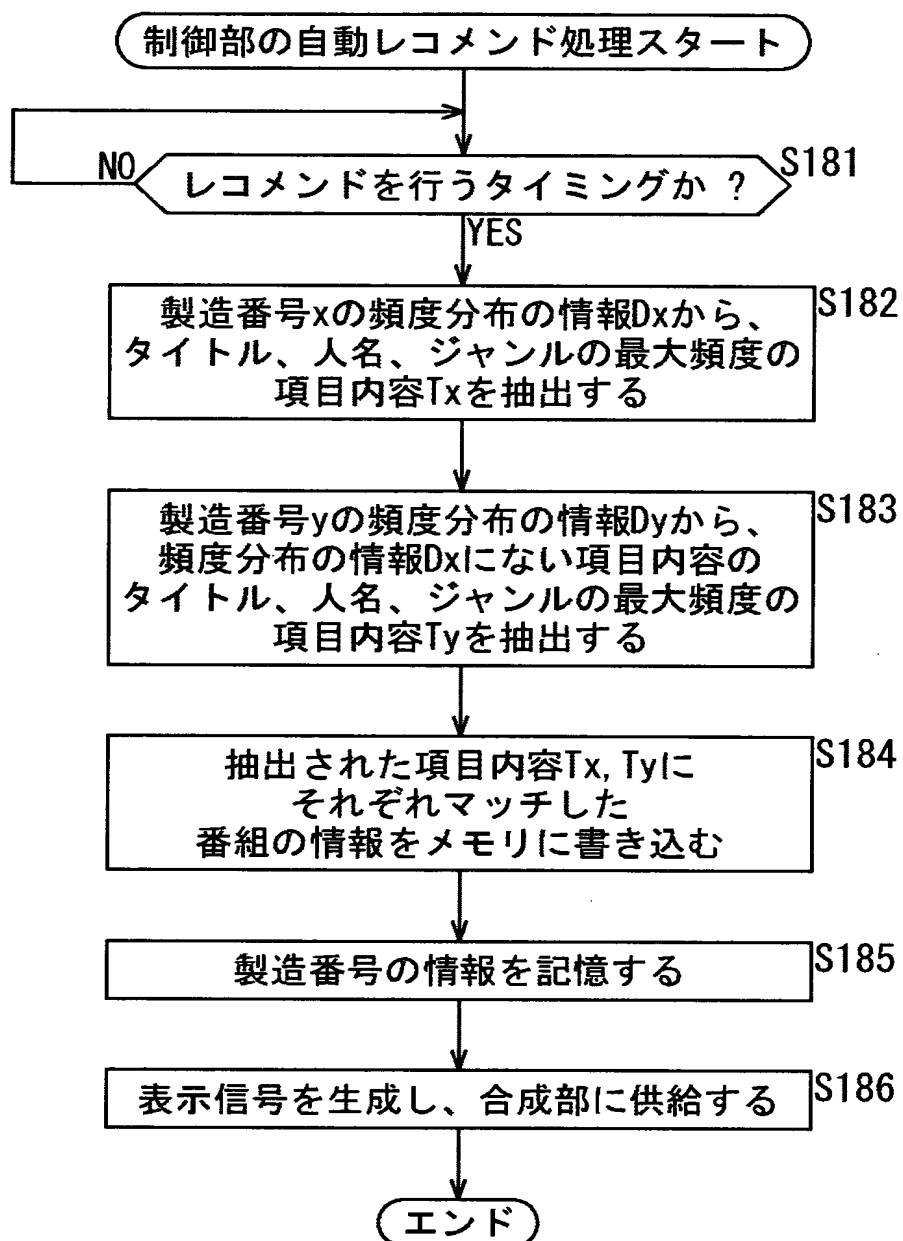 制御部の自動レコメンド処理スタート
NO
レコメンドを行うタイミングか ?
S181
YES
製造番号xの頻度分布の情報Dxから、
タイトル、人名、ジャンルの最大頻度の
項目内容Txを抽出する
S182
製造番号yの頻度分布の情報Dyから、
頻度分布の情報Dxにない項目内容の
タイトル、人名、ジャンルの最大頻度の
項目内容Tyを抽出する
S183
抽出された項目内容Tx,Tyに
それぞれマッチした
番組の情報をメモリに書き込む
S184
製造番号の情報を記憶する
S185
表示信号を生成し、合成部に供給する
S186
エンド